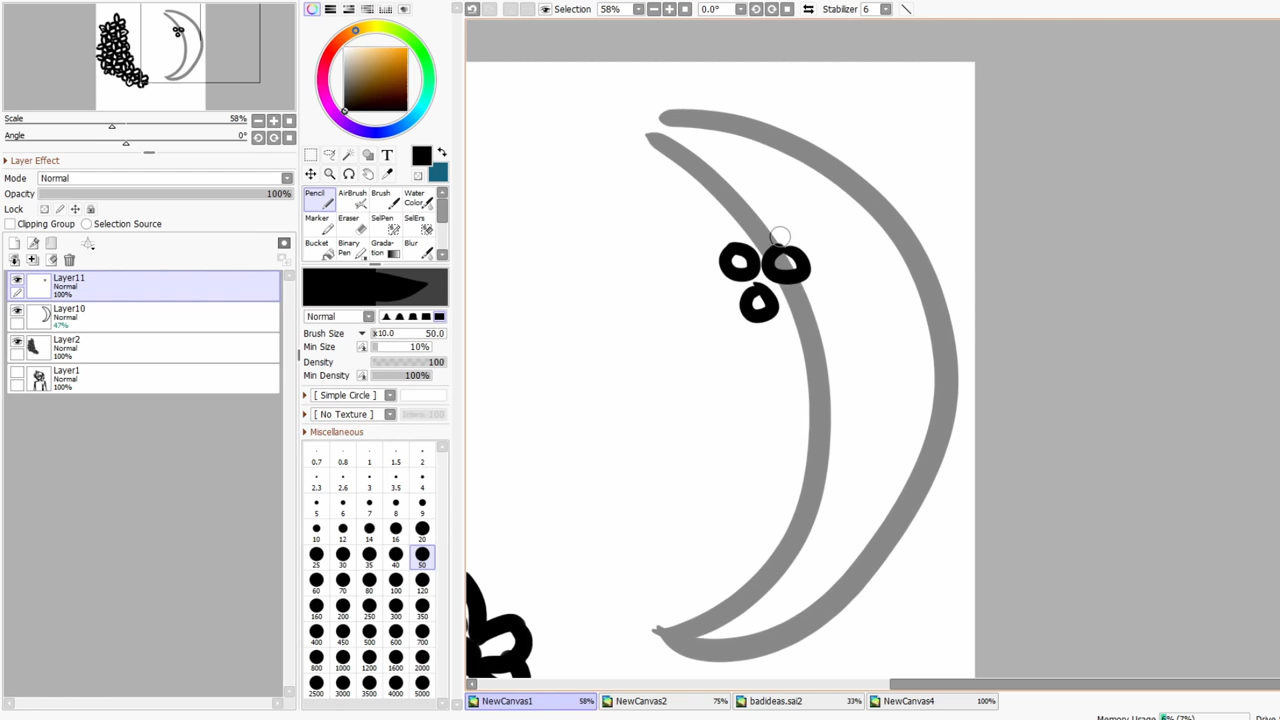 Selection 58% 0.0° Stabilizer 6
Scale 58%
Angle 0°
Layer Effect
Mode Normal
Opacity 100%
Lock
Clipping Group Selection Source
Layer11
Normal
100%
Layer10
Normal
47%
Layer2
Normal
100%
Layer1
Normal
100%
T
Pencil AirBrush Brush Water Color
Marker Eraser SelPen SelErs
Bucket Binary Pen Grada-tion Blur
Normal
Brush Size x10.0 50.0
Min Size 10%
Density 100
Min Density 100%
[ Simple Circle ]
[ No Texture ]
Miscellaneous
0.7 0.8 1 1.5 2
2.3 2.6 3 3.5 4
5 6 7 8 9
10 12 14 16 20
25 30 35 40 50
60 70 80 100 120
160 200 250 300 350
400 450 500 600 700
800 1000 1200 1600 2000
2500 3000 3500 4000 5000
NewCanvas1 58% NewCanvas2 75% badideas.sai2 33% NewCanvas4 100%
Memory Usage 6% (7%)